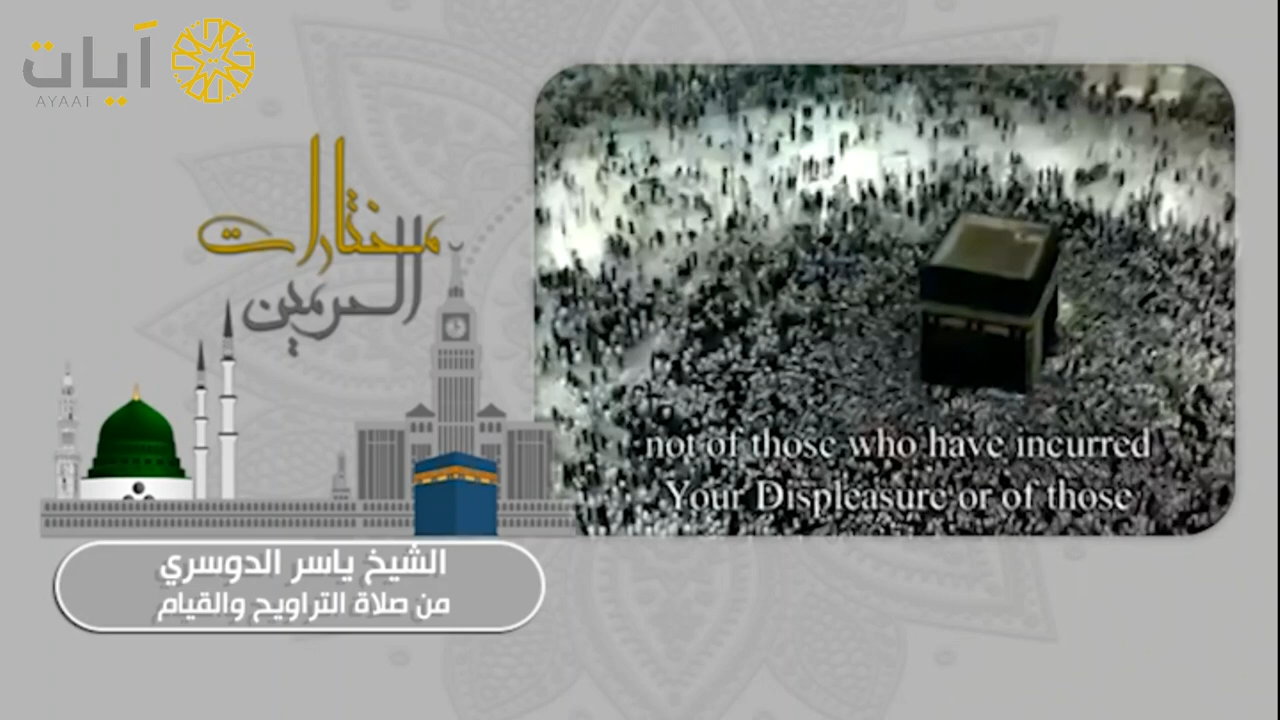 آيات
AYAAT
مختارات
الحرمين
not of those who have incurred
Your Displeasure or of those
الشيخ ياسر الدوسري
من صلاة التراويح والقيام